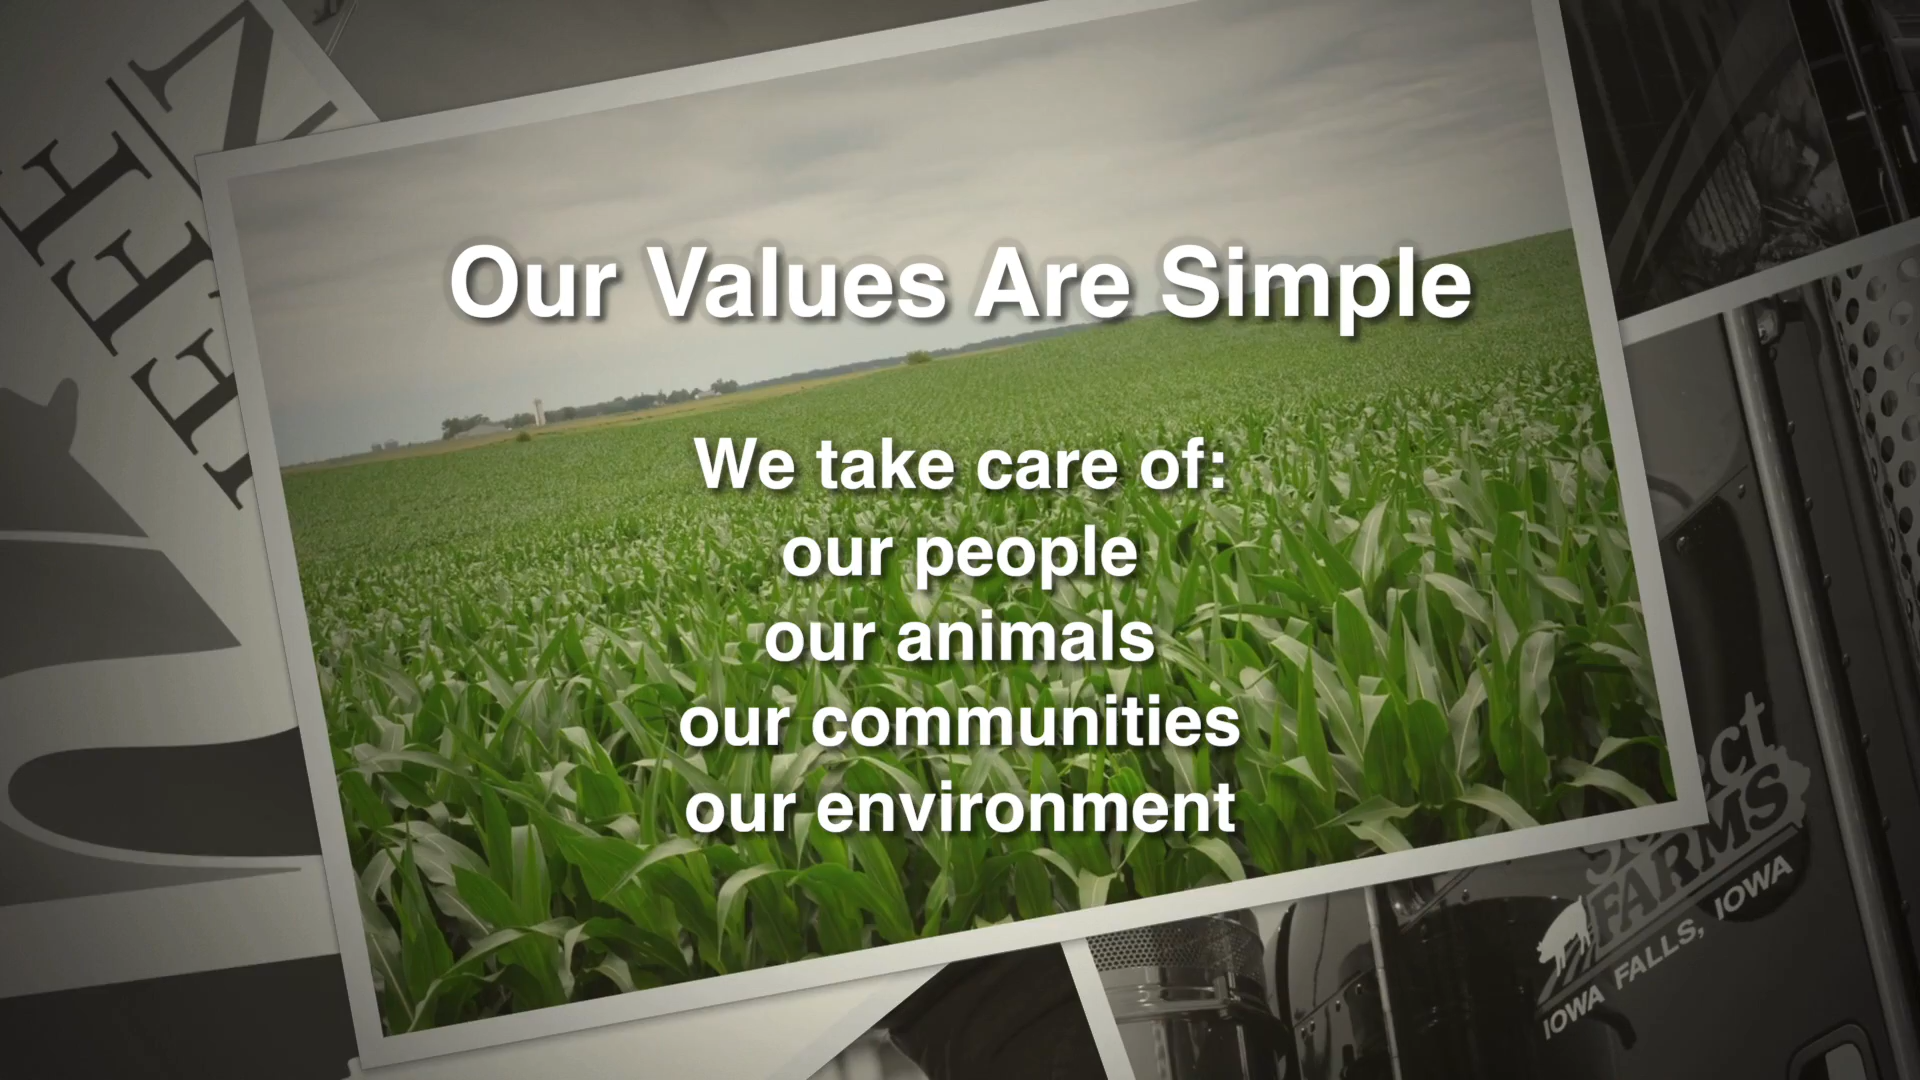 Our Values Are Simple
We take care of:
our people
our animals
our communities
our environment
FARMS
IOWA FALLS, IOWA